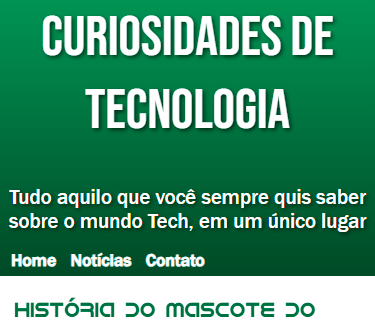 CURIOSIDADES DE
TECNOLOGIA
Tudo aquilo que você sempre quis saber
sobre o mundo Tech, em um único lugar
Home Notícias Contato
HISTÓRIA DO MASCOTE DO